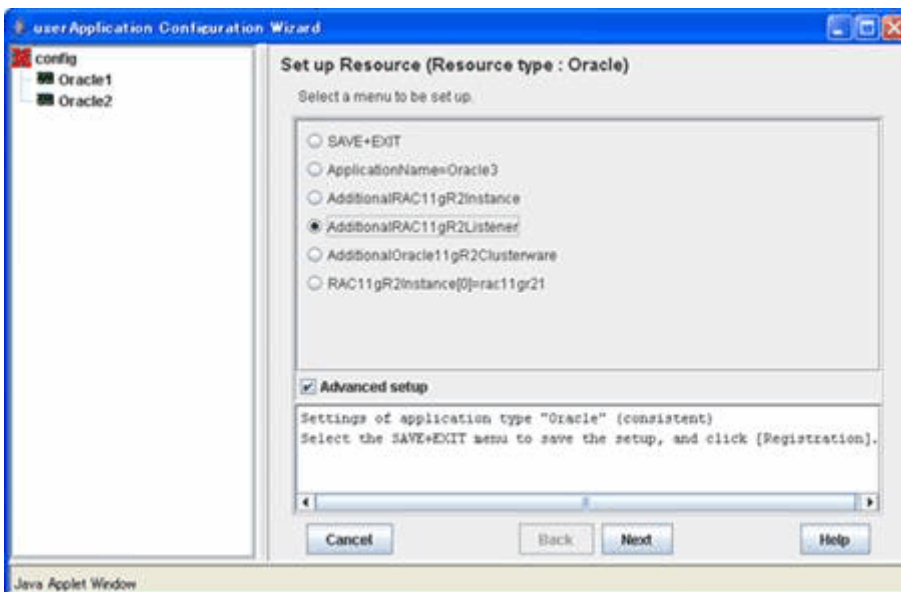 userApplication Configuration Wizard
config
Oracle1
Oracle2
Set up Resource (Resource type : Oracle)
Select a menu to be set up.
SAVE+EXIT
ApplicationName=Oracle3
AdditionalRAC11gR2Instance
AdditionalRAC11gR2Listener
AdditionalOracle11gR2Clusterware
RAC11gR2Instance[0]=rac11gr21
Advanced setup
Settings of application type "Oracle" (consistent)
Select the SAVE+EXIT menu to save the setup, and click [Registration].
Cancel
Back
Next
Help
Java Applet Window